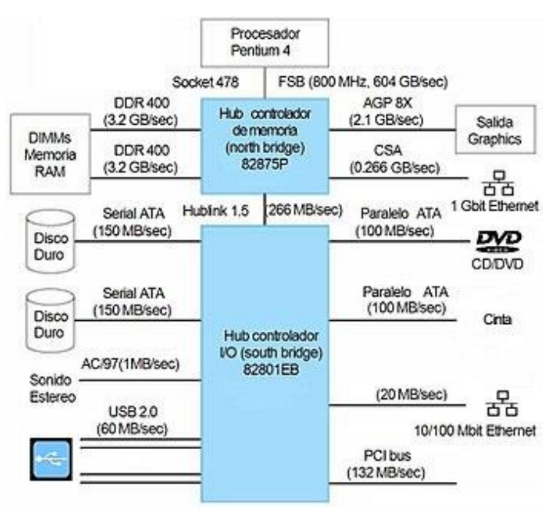 Procesador
Pentium 4
Socket 478
FSB (800 MHz, 604 GB/sec)
DDR 400
(3.2 GB/sec)
DDR 400
(3.2 GB/sec)
DIMMs
Memoria
RAM
Hub controlador
de memoria
(north bridge)
82875P
AGP 8X
(2.1 GB/sec)
Salida
Graphics
CSA
(0.266 GB/sec)
1 Gbit Ethernet
Hublink 1.5
(266 MB/sec)
Serial ATA
(150 MB/sec)
Disco
Duro
Paralelo ATA
(100 MB/sec)
DVD
VIDEO
CD/DVD
Serial ATA
(150 MB/sec)
Disco
Duro
Paralelo ATA
(100 MB/sec)
Cinta
Hub controlador
I/O (south bridge)
82801EB
AC/97(1MB/sec)
Sonido
Estereo
(20 MB/sec)
10/100 Mbit Ethernet
USB 2.0
(60 MB/sec)
PCI bus
(132 MB/sec)